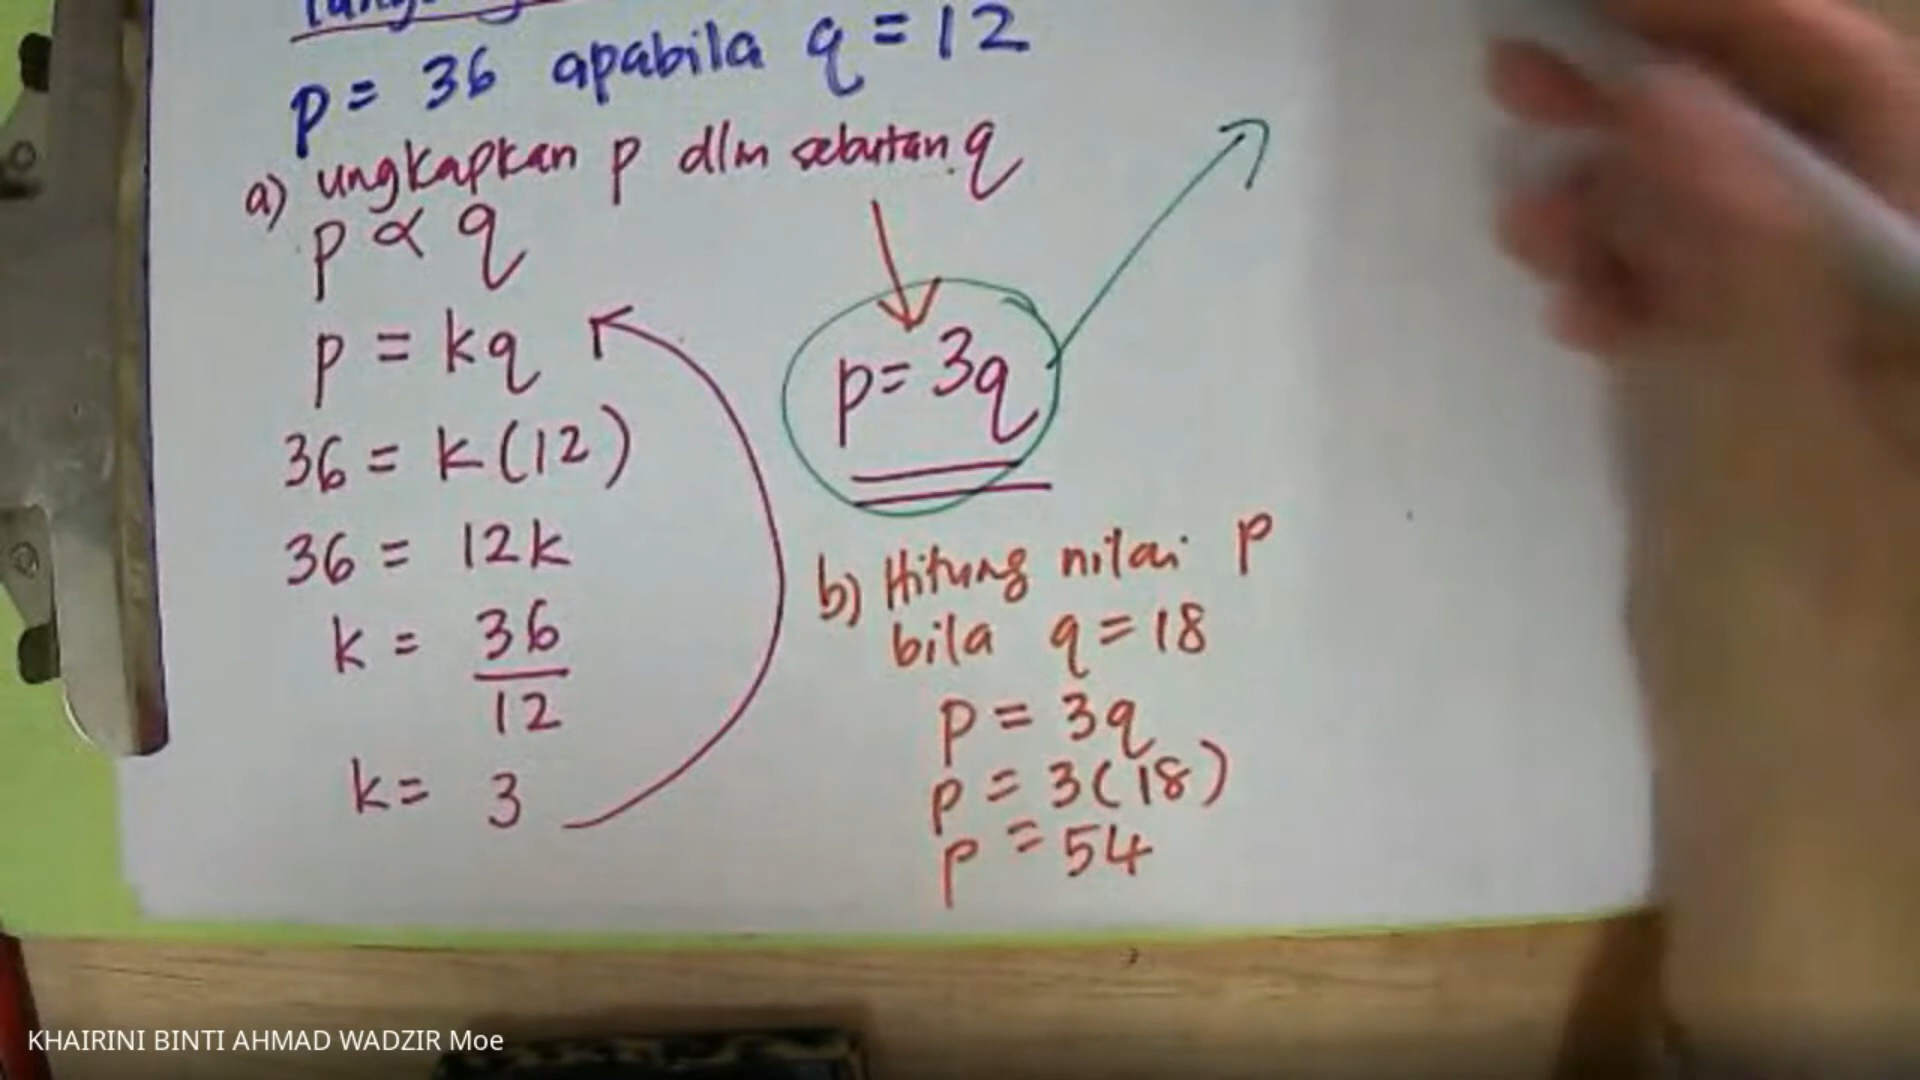 p = 36 apabila q = 12
a) ungkapkan p dlm sebutan q
p ∝ q
p = kq
36 = k(12)
36 = 12k
k = 36/12
k = 3
p = 3q
b) Hitung nilai p
bila q = 18
p = 3q
p = 3(18)
p = 54
KHAIRINI BINTI AHMAD WADZIR Moe